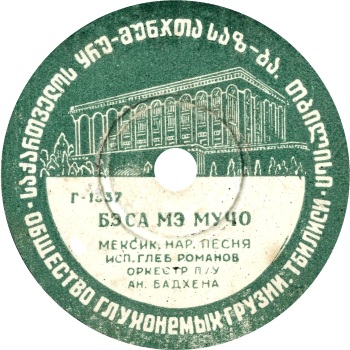 საქართველოს ყრუ-მუნჯთა საზ-ბა. თბილისი
Г-1337
БЭСА МЭ МУЧО
МЕКСИК. НАР. ПЕСНЯ
ИСП. ГЛЕБ РОМАНОВ
ОРКЕСТР П/У
АН. БАДХЕНА
ОБЩЕСТВО ГЛУХОНЕМЫХ ГРУЗИИ. ТБИЛИСИ